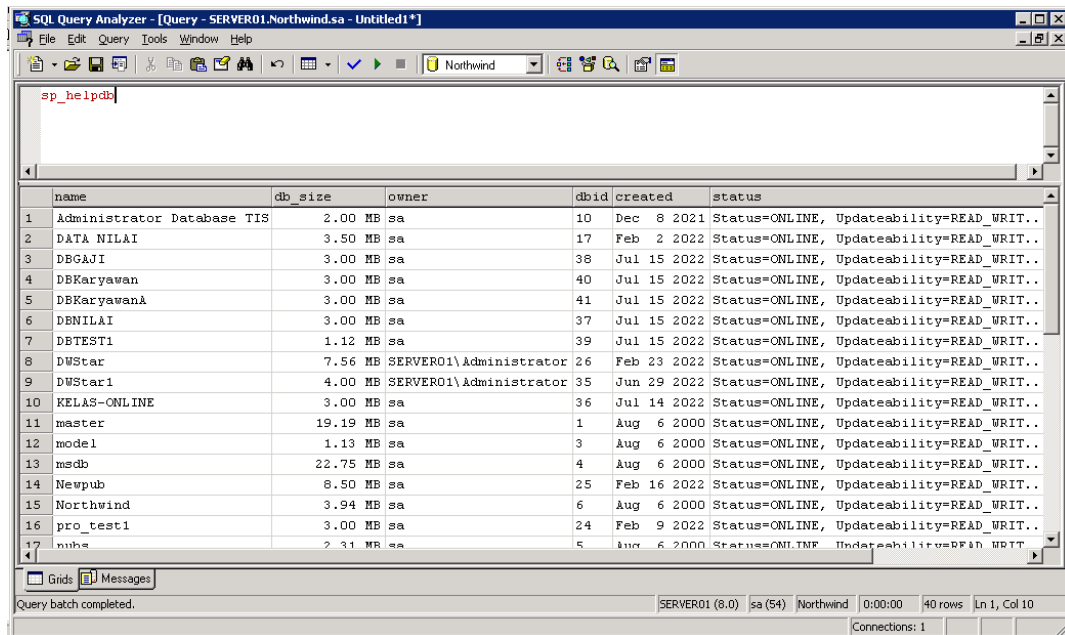 SQL Query Analyzer - [Query - SERVER01.Northwind.sa - Untitled1*]
File Edit Query Tools Window Help
Northwind
sp_helpdb
name db_size owner dbid created status
1 Administrator Database TIS 2.00 MB sa 10 Dec 8 2021 Status=ONLINE, Updateability=READ_WRIT..
2 DATA NILAI 3.50 MB sa 17 Feb 2 2022 Status=ONLINE, Updateability=READ_WRIT..
3 DBGAJI 3.00 MB sa 38 Jul 15 2022 Status=ONLINE, Updateability=READ_WRIT..
4 DBKaryawan 3.00 MB sa 40 Jul 15 2022 Status=ONLINE, Updateability=READ_WRIT..
5 DBKaryawanA 3.00 MB sa 41 Jul 15 2022 Status=ONLINE, Updateability=READ_WRIT..
6 DBNILAI 3.00 MB sa 37 Jul 15 2022 Status=ONLINE, Updateability=READ_WRIT..
7 DBTEST1 1.12 MB sa 39 Jul 15 2022 Status=ONLINE, Updateability=READ_WRIT..
8 DWStar 7.56 MB SERVER01\Administrator 26 Feb 23 2022 Status=ONLINE, Updateability=READ_WRIT..
9 DWStar1 4.00 MB SERVER01\Administrator 35 Jun 29 2022 Status=ONLINE, Updateability=READ_WRIT..
10 KELAS-ONLINE 3.00 MB sa 36 Jul 14 2022 Status=ONLINE, Updateability=READ_WRIT..
11 master 19.19 MB sa 1 Aug 6 2000 Status=ONLINE, Updateability=READ_WRIT..
12 model 1.13 MB sa 3 Aug 6 2000 Status=ONLINE, Updateability=READ_WRIT..
13 msdb 22.75 MB sa 4 Aug 6 2000 Status=ONLINE, Updateability=READ_WRIT..
14 Newpub 8.50 MB sa 25 Feb 16 2022 Status=ONLINE, Updateability=READ_WRIT..
15 Northwind 3.94 MB sa 6 Aug 6 2000 Status=ONLINE, Updateability=READ_WRIT..
16 pro_test1 3.00 MB sa 24 Feb 9 2022 Status=ONLINE, Updateability=READ_WRIT..
17 pubs 2.31 MB sa 5 Aug 6 2000 Status=ONLINE, Updateability=READ_WRIT..
Grids Messages
Query batch completed. SERVER01 (8.0) sa (54) Northwind 0:00:00 40 rows Ln 1, Col 10
Connections: 1